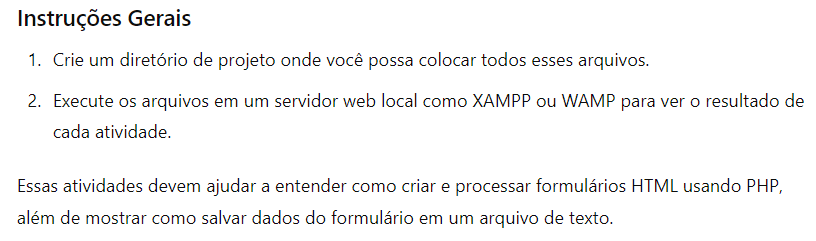 Instruções Gerais
1. Crie um diretório de projeto onde você possa colocar todos esses arquivos.
2. Execute os arquivos em um servidor web local como XAMPP ou WAMP para ver o resultado de
cada atividade.
Essas atividades devem ajudar a entender como criar e processar formulários HTML usando PHP,
além de mostrar como salvar dados do formulário em um arquivo de texto.